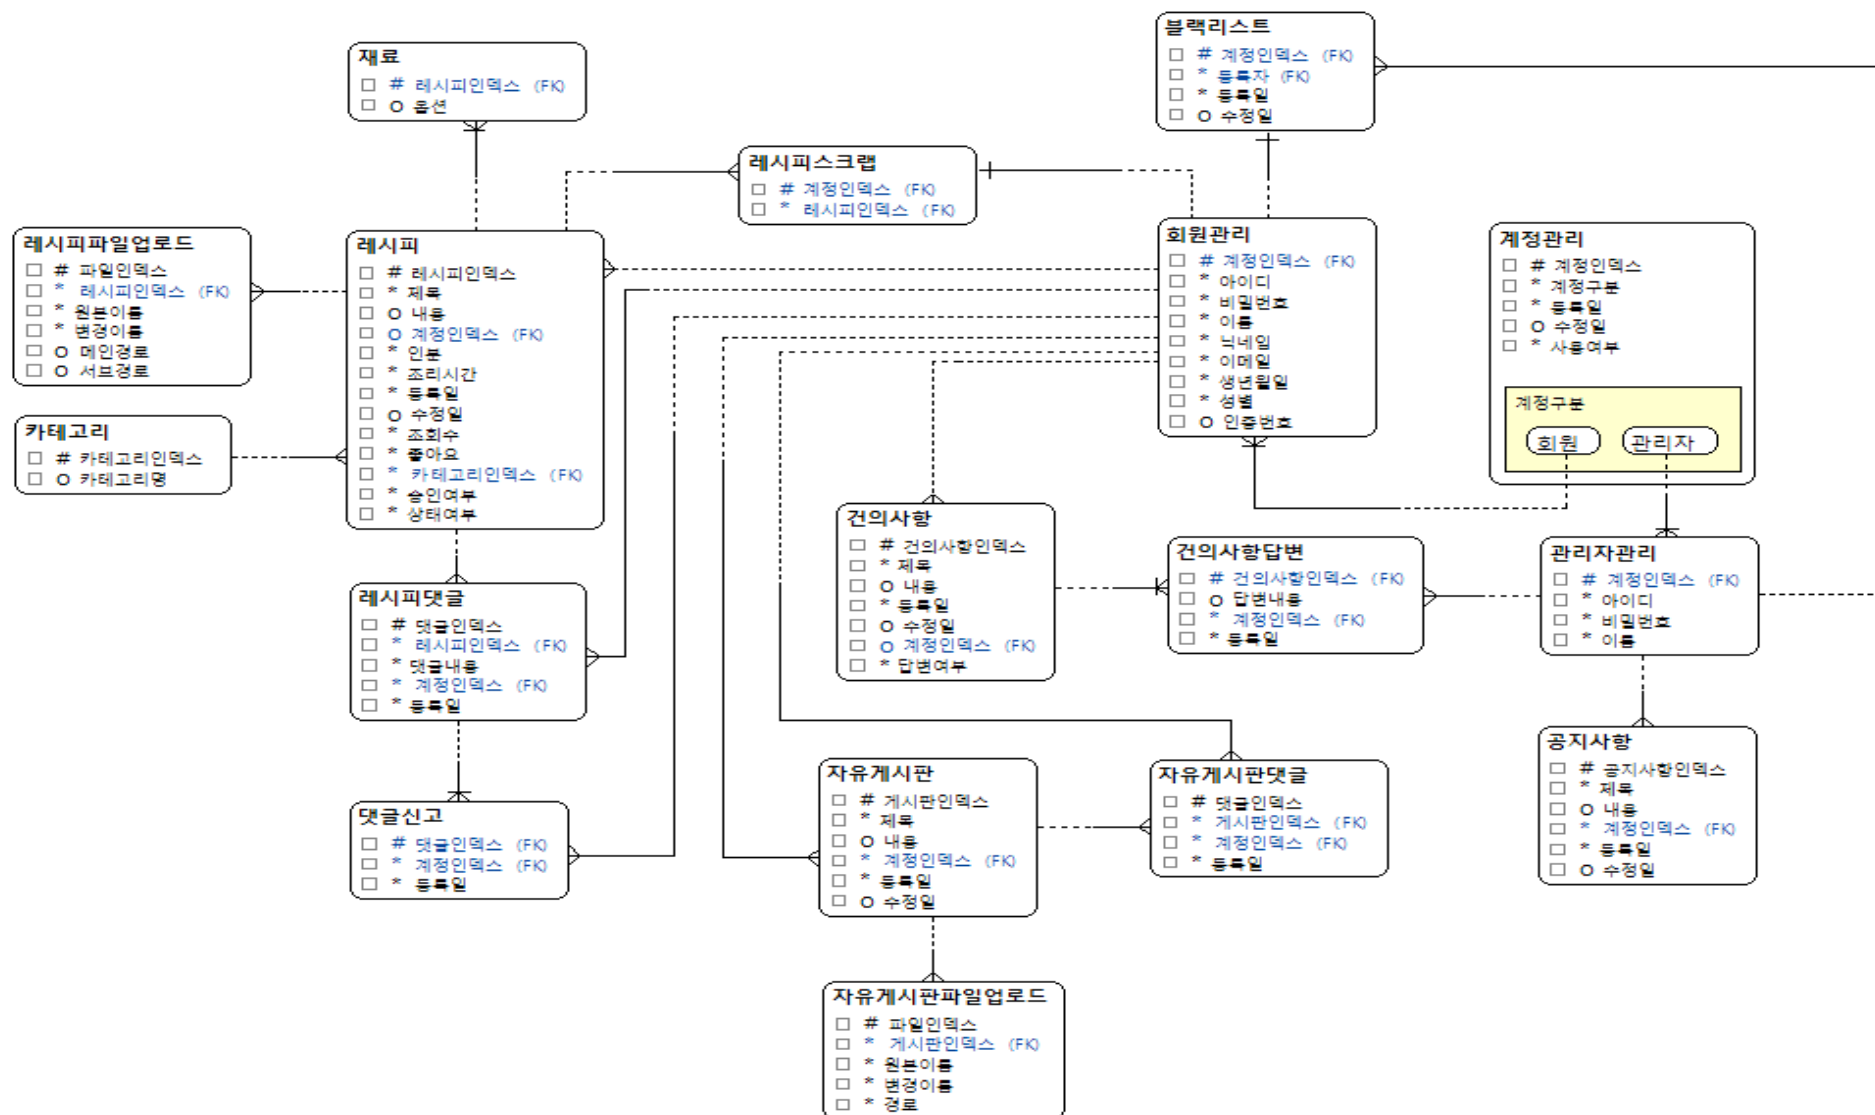 블랙리스트
# 계정인덱스 (FK)
* 등록자 (FK)
* 등록일
O 수정일
재료
# 레시피인덱스 (FK)
O 옵션
레시피스크랩
# 계정인덱스 (FK)
* 레시피인덱스 (FK)
레시피파일업로드
# 파일인덱스
* 레시피인덱스 (FK)
* 원본이름
* 변경이름
O 메인경로
O 서브경로
레시피
# 레시피인덱스
* 제목
O 내용
O 계정인덱스 (FK)
* 인분
* 조리시간
* 등록일
O 수정일
* 조회수
* 좋아요
* 카테고리인덱스 (FK)
* 승인여부
* 상태여부
회원관리
# 계정인덱스 (FK)
* 아이디
* 비밀번호
* 이름
* 닉네임
* 이메일
* 생년월일
* 성별
O 인증번호
계정관리
# 계정인덱스
* 계정구분
* 등록일
O 수정일
* 사용여부
계정구분
회원
관리자
카테고리
# 카테고리인덱스
O 카테고리명
건의사항
# 건의사항인덱스
* 제목
O 내용
* 등록일
O 수정일
O 계정인덱스 (FK)
* 답변여부
건의사항답변
# 건의사항인덱스 (FK)
O 답변내용
* 계정인덱스 (FK)
* 등록일
관리자관리
# 계정인덱스 (FK)
* 아이디
* 비밀번호
* 이름
레시피댓글
# 댓글인덱스
* 레시피인덱스 (FK)
* 댓글내용
* 계정인덱스 (FK)
* 등록일
댓글신고
# 댓글인덱스 (FK)
* 계정인덱스 (FK)
* 등록일
자유게시판
# 게시판인덱스
* 제목
O 내용
* 계정인덱스 (FK)
* 등록일
O 수정일
자유게시판댓글
# 댓글인덱스
* 게시판인덱스 (FK)
* 계정인덱스 (FK)
* 등록일
공지사항
# 공지사항인덱스
* 제목
O 내용
* 계정인덱스 (FK)
* 등록일
O 수정일
자유게시판파일업로드
# 파일인덱스
* 게시판인덱스 (FK)
* 원본이름
* 변경이름
* 경로